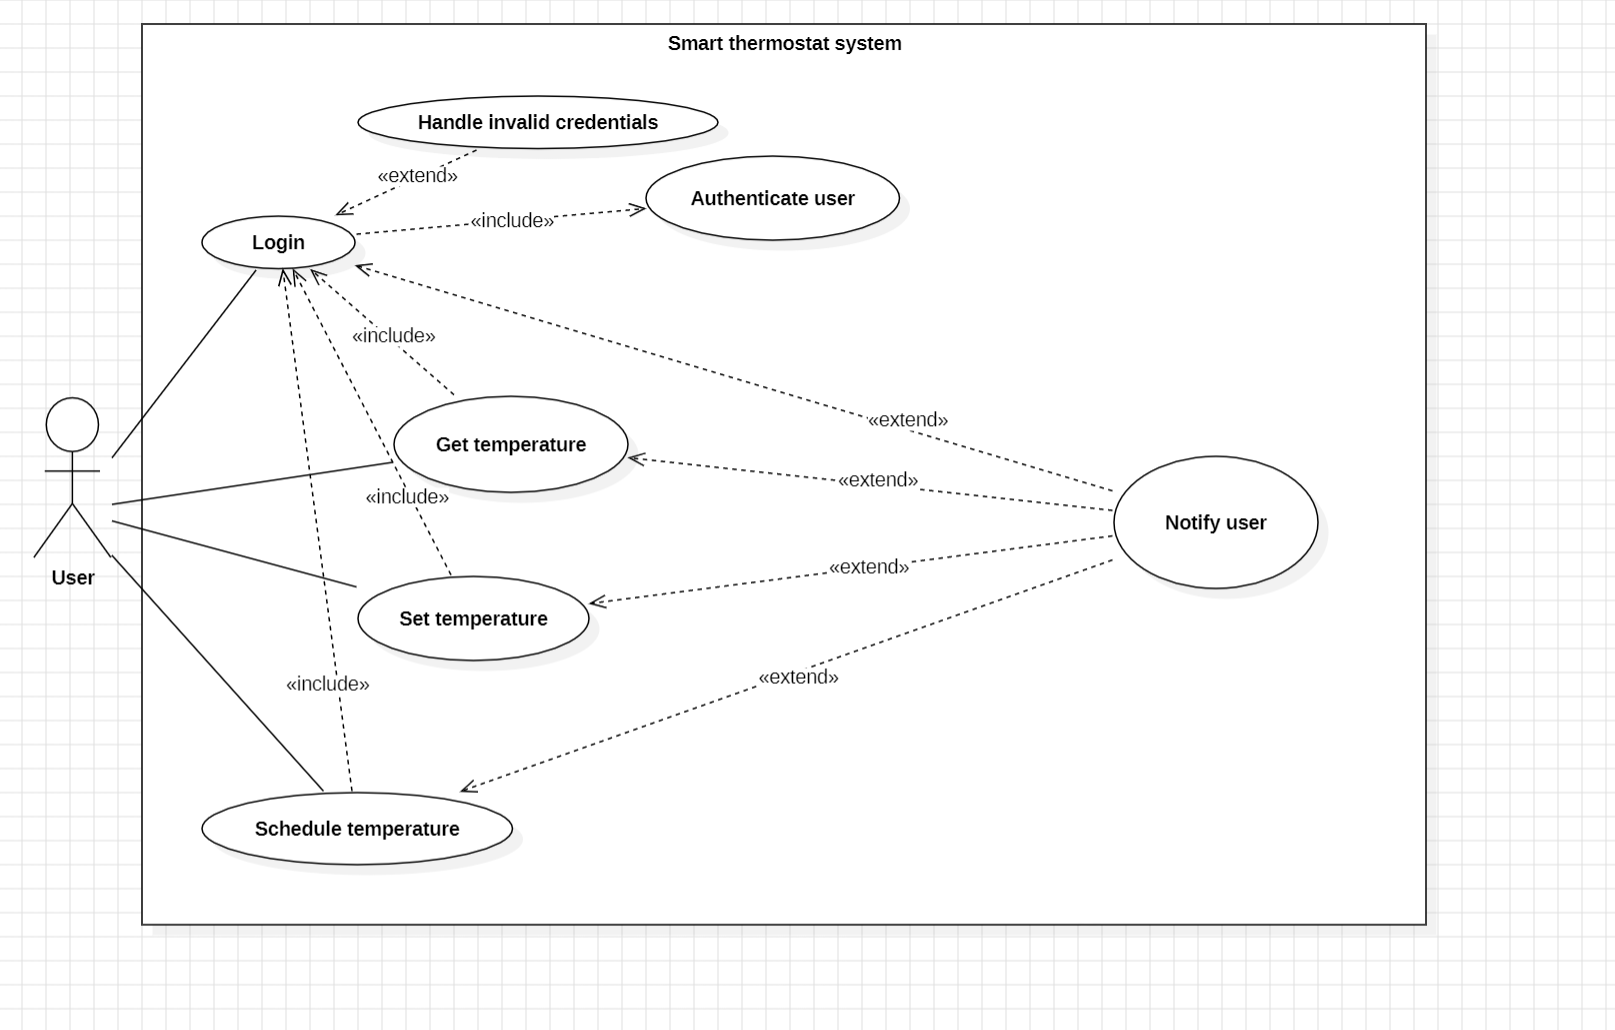 Smart thermostat system
Handle invalid credentials
«extend»
Authenticate user
«include»
Login
«include»
«extend»
Get temperature
«extend»
«include»
Notify user
«extend»
User
Set temperature
«extend»
«include»
Schedule temperature